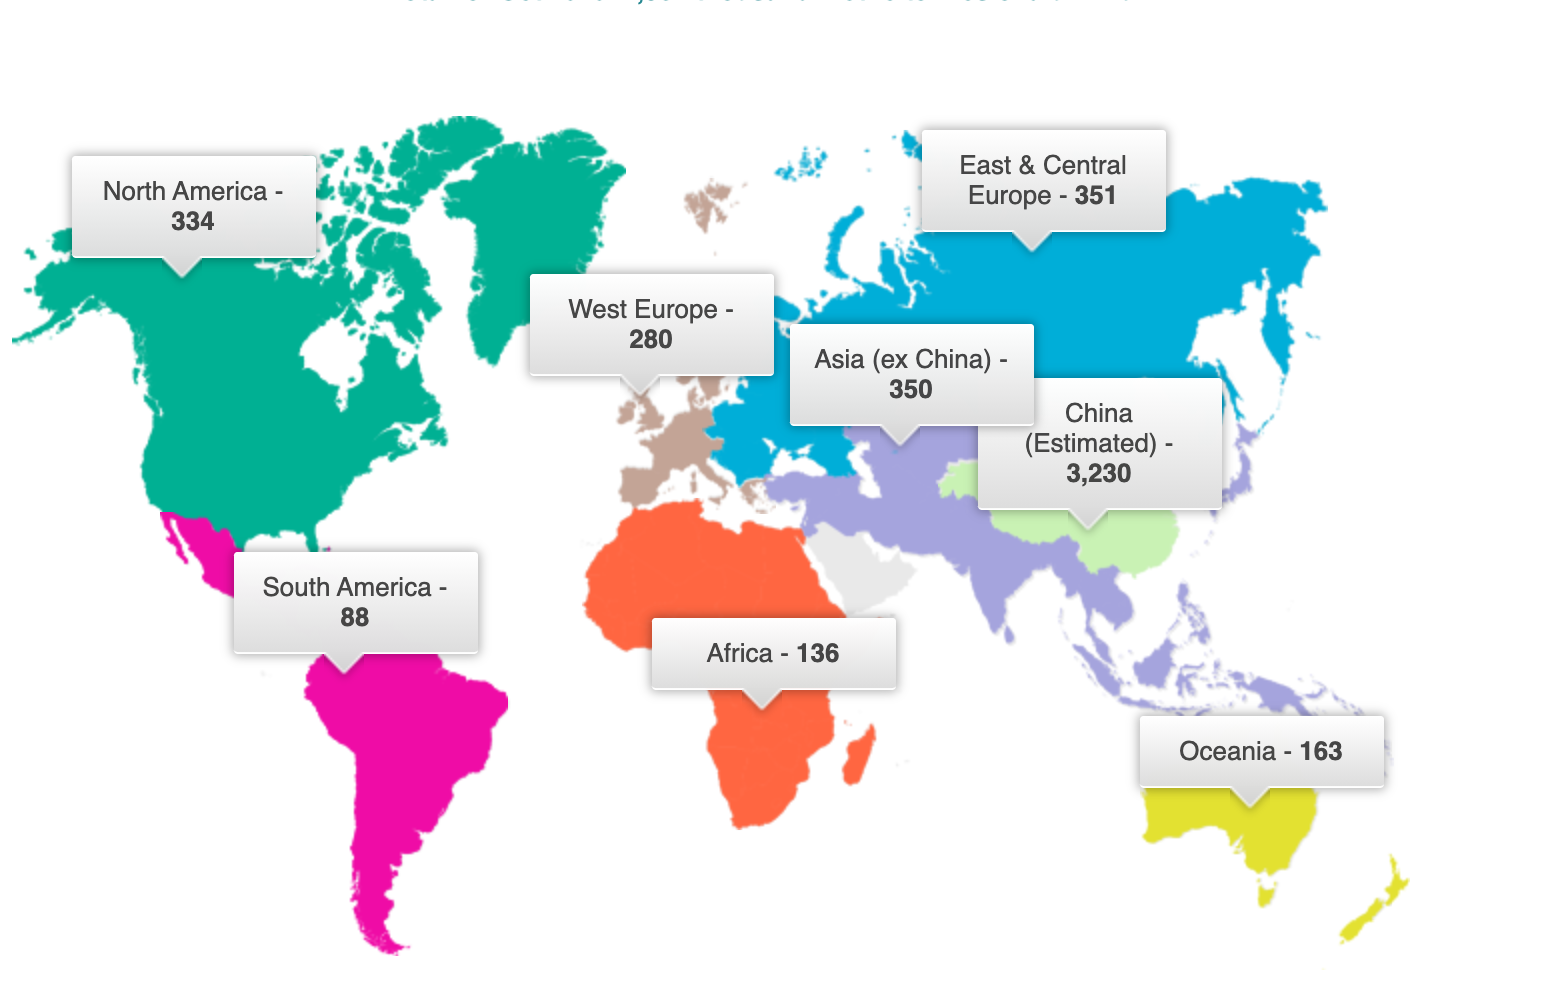 North America -
334
East & Central
Europe - 351
West Europe -
280
Asia (ex China) -
350
China
(Estimated) -
3,230
South America -
88
Africa - 136
Oceania - 163